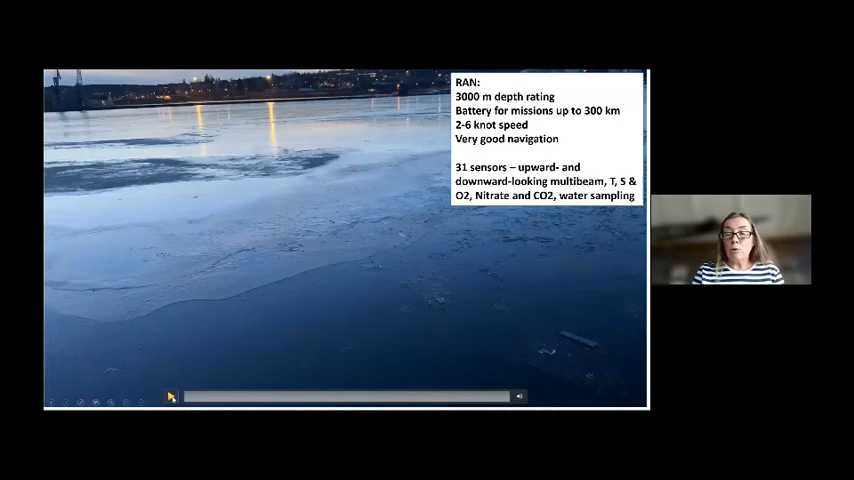 RAN:
3000 m depth rating
Battery for missions up to 300 km
2-6 knot speed
Very good navigation
31 sensors – upward- and
downward-looking multibeam, T, S &
O2, Nitrate and CO2, water sampling